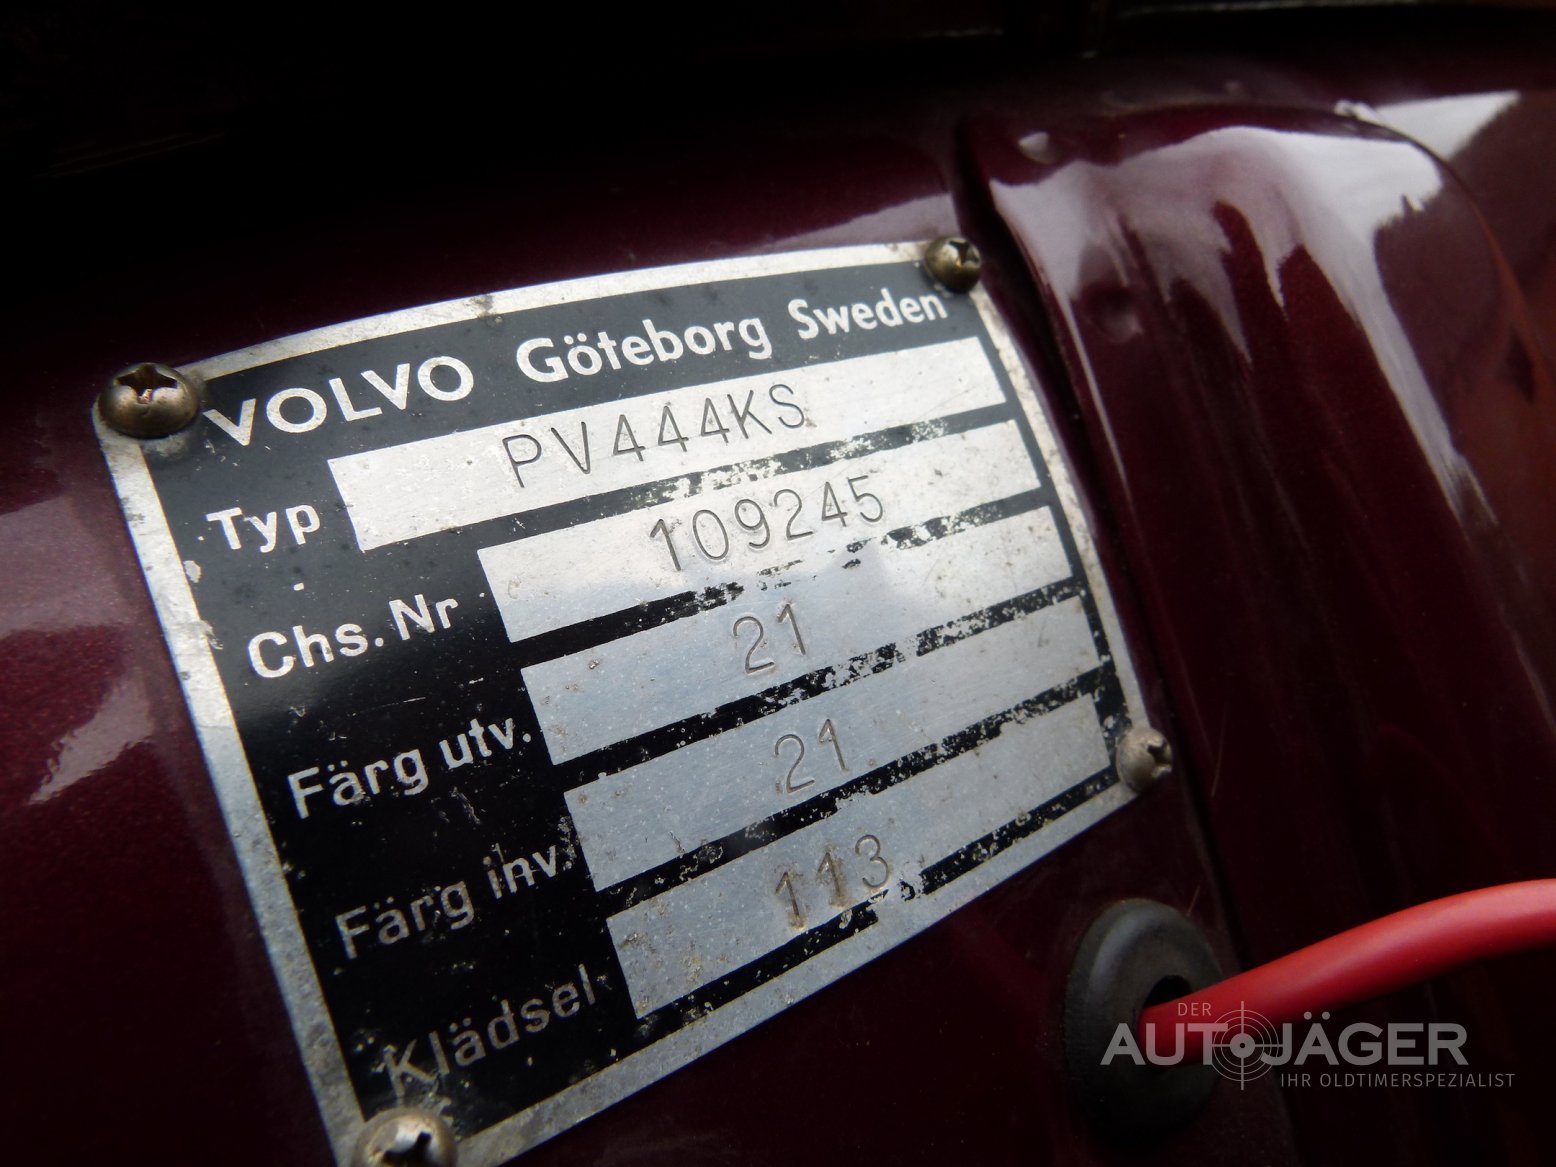 VOLVO Göteborg Sweden
Typ PV444KS
Chs. Nr 109245
Färg utv. 21
Färg inv. 21
Klädsel 113
DER
AUTOJÄGER
IHR OLDTIMERSPEZIALIST